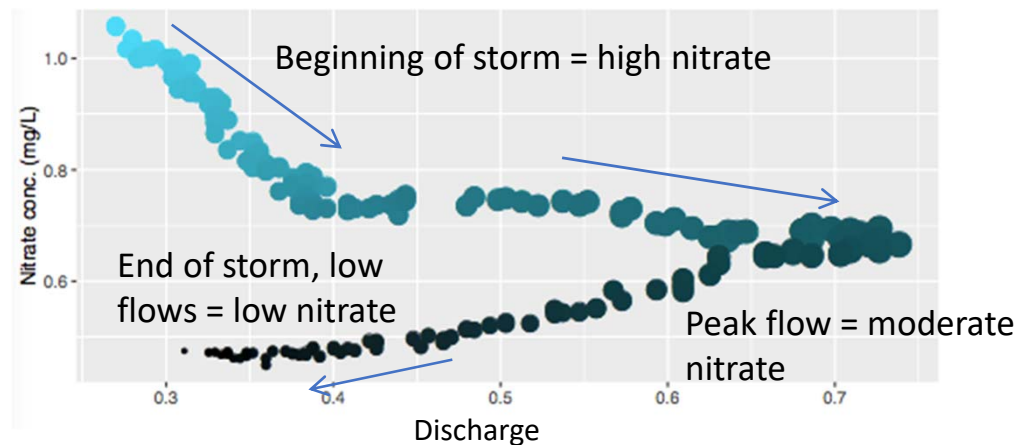 Beginning of storm = high nitrate
1.0
0.8
0.6
Nitrate conc. (mg/L)
End of storm, low
flows = low nitrate
Peak flow = moderate
nitrate
0.3
0.4
0.5
0.6
0.7
Discharge